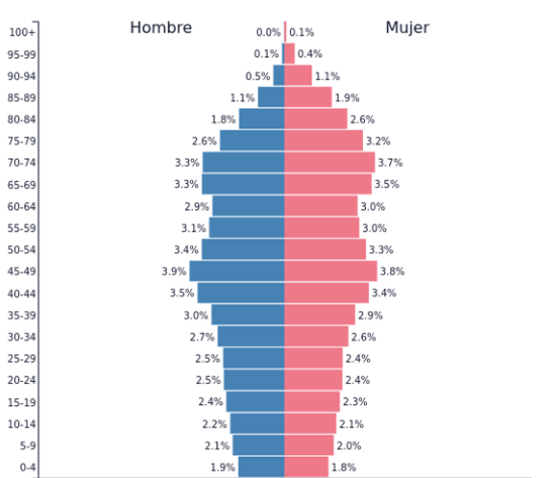 Hombre Mujer
100+ 0.0% 0.1%
95-99 0.1% 0.4%
90-94 0.5% 1.1%
85-89 1.1% 1.9%
80-84 1.8% 2.6%
75-79 2.6% 3.2%
70-74 3.3% 3.7%
65-69 3.3% 3.5%
60-64 2.9% 3.0%
55-59 3.1% 3.0%
50-54 3.4% 3.3%
45-49 3.9% 3.8%
40-44 3.5% 3.4%
35-39 3.0% 2.9%
30-34 2.7% 2.6%
25-29 2.5% 2.4%
20-24 2.5% 2.4%
15-19 2.4% 2.3%
10-14 2.2% 2.1%
5-9 2.1% 2.0%
0-4 1.9% 1.8%